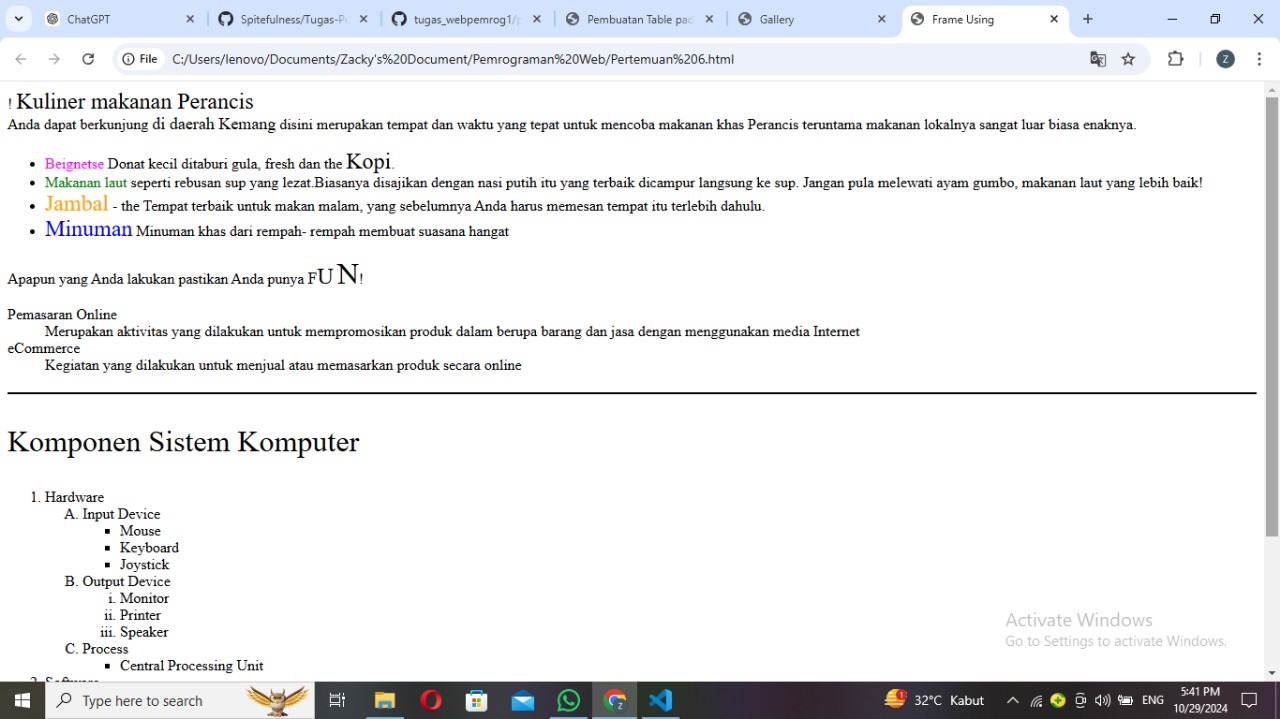 ChatGPT
Spitefulness/Tugas-P
tugas_webpemrog1/
Pembuatan Table pad
Gallery
Frame Using
File
C:/Users/lenovo/Documents/Zacky's%20Document/Pemrograman%20Web/Pertemuan%206.html
Z
! Kuliner makanan Perancis
Anda dapat berkunjung di daerah Kemang disini merupakan tempat dan waktu yang tepat untuk mencoba makanan khas Perancis teruntama makanan lokalnya sangat luar biasa enaknya.
• Beignetse Donat kecil ditaburi gula, fresh dan the Kopi.
• Makanan laut seperti rebusan sup yang lezat.Biasanya disajikan dengan nasi putih itu yang terbaik dicampur langsung ke sup. Jangan pula melewati ayam gumbo, makanan laut yang lebih baik!
• Jambal - the Tempat terbaik untuk makan malam, yang sebelumnya Anda harus memesan tempat itu terlebih dahulu.
• Minuman Minuman khas dari rempah- rempah membuat suasana hangat
Apapun yang Anda lakukan pastikan Anda punya FU N!
Pemasaran Online
Merupakan aktivitas yang dilakukan untuk mempromosikan produk dalam berupa barang dan jasa dengan menggunakan media Internet
eCommerce
Kegiatan yang dilakukan untuk menjual atau memasarkan produk secara online
Komponen Sistem Komputer
1. Hardware
A. Input Device
▪ Mouse
▪ Keyboard
▪ Joystick
B. Output Device
i. Monitor
ii. Printer
iii. Speaker
C. Process
▪ Central Processing Unit
2. Software
Activate Windows
Go to Settings to activate Windows.
Type here to search
32°C Kabut
ENG
5:41 PM
10/29/2024